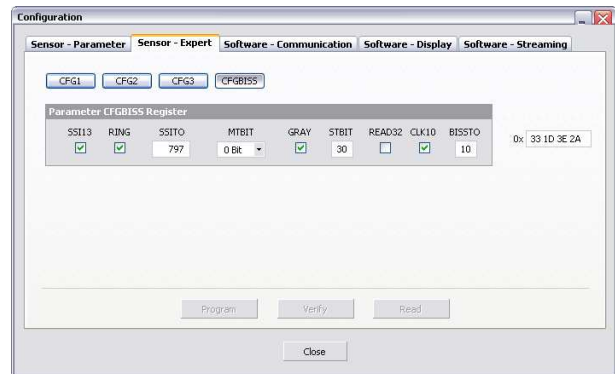 Configuration
Sensor - Parameter Sensor - Expert Software - Communication Software - Display Software - Streaming
CFG1 CFG2 CFG3 CFGBISS
Parameter CFGBISS Register
SSI13 RING SSITO MTBIT GRAY STBIT READ32 CLK10 BISSTO
797 0 Bit 30 10 0x 33 1D 3E 2A
Program Verify Read
Close